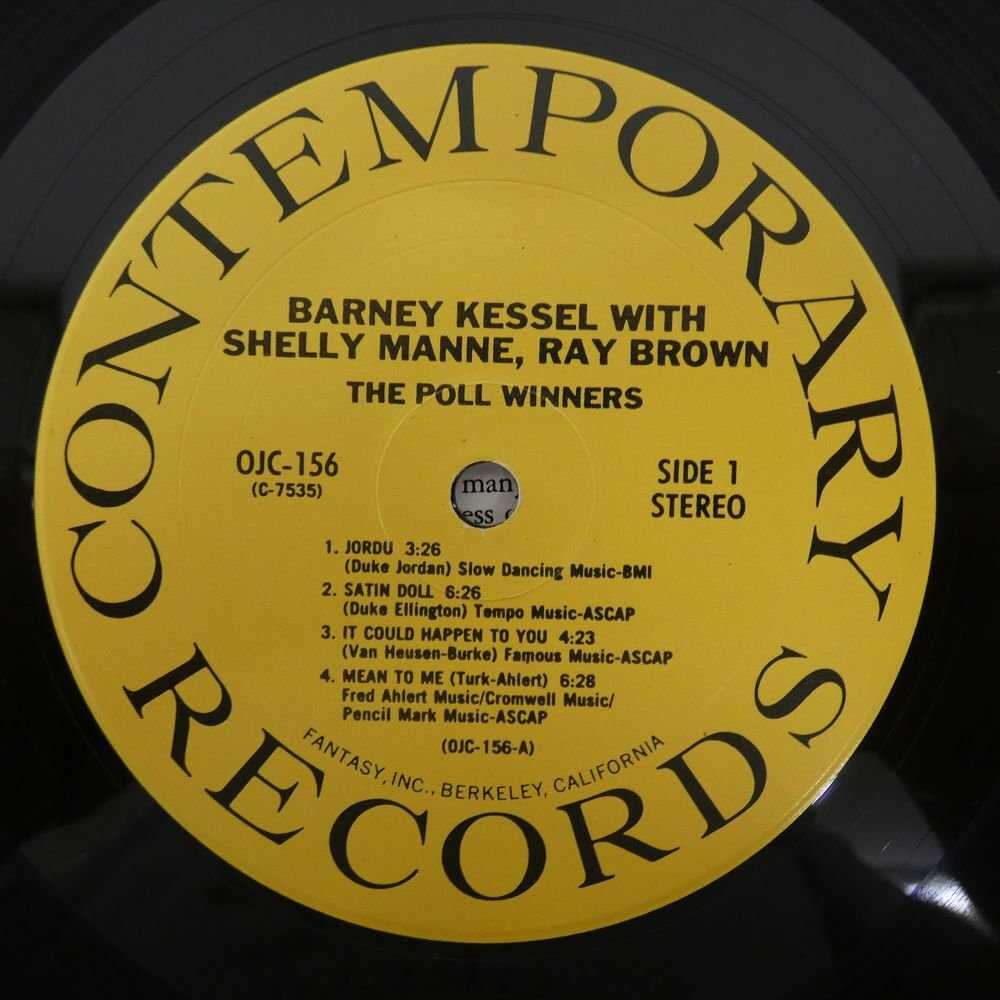 CONTEMPORARY
BARNEY KESSEL WITH
SHELLY MANNE, RAY BROWN
THE POLL WINNERS
OJC-156
(C-7535)
SIDE 1
STEREO
man
ess
1. JORDU 3:26
(Duke Jordan) Slow Dancing Music-BMI
2. SATIN DOLL 6:26
(Duke Ellington) Tempo Music-ASCAP
3. IT COULD HAPPEN TO YOU 4:23
(Van Heusen-Burke) Famous Music-ASCAP
4. MEAN TO ME (Turk-Ahlert) 6:28
Fred Ahlert Music/Cromwell Music/
Pencil Mark Music-ASCAP
(OJC-156-A)
FANTASY, INC., BERKELEY, CALIFORNIA
RECORDS